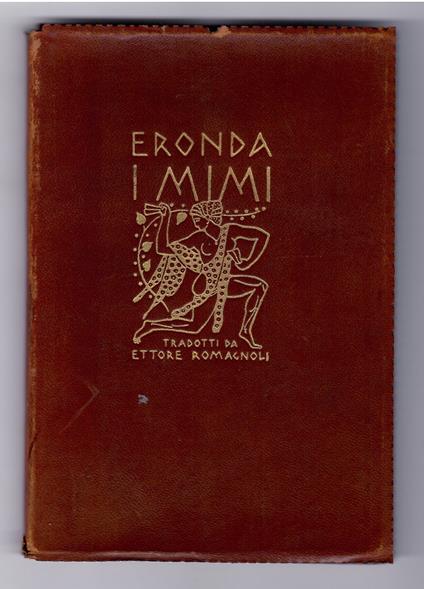 ERONDA
I MIMI
TRADOTTI DA
ETTORE ROMAGNOLI